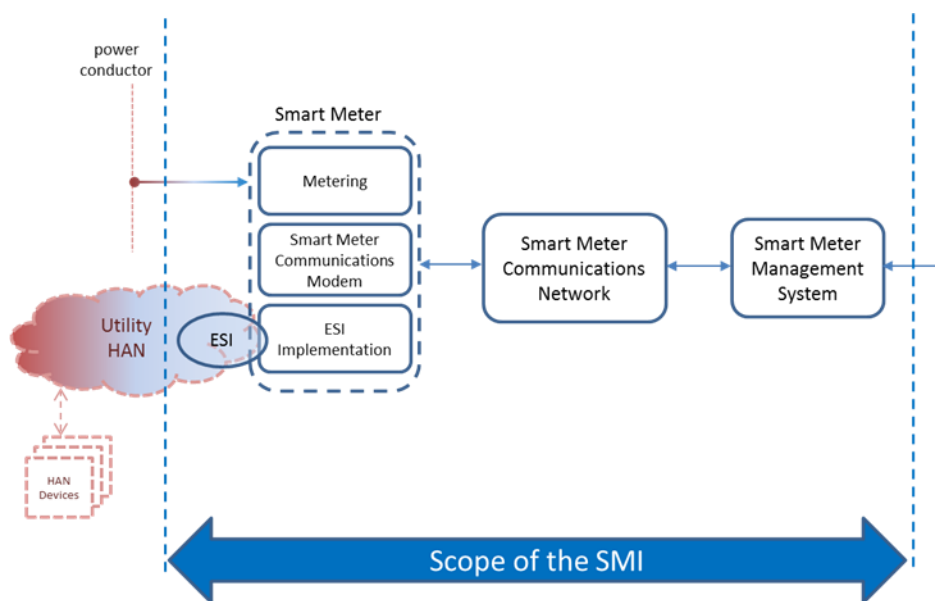 power
conductor
Smart Meter
Metering
Smart Meter
Communications
Modem
Smart Meter
Communications
Network
Smart Meter
Management
System
Utility
HAN
ESI
ESI
Implementation
HAN
Devices
Scope of the SMI